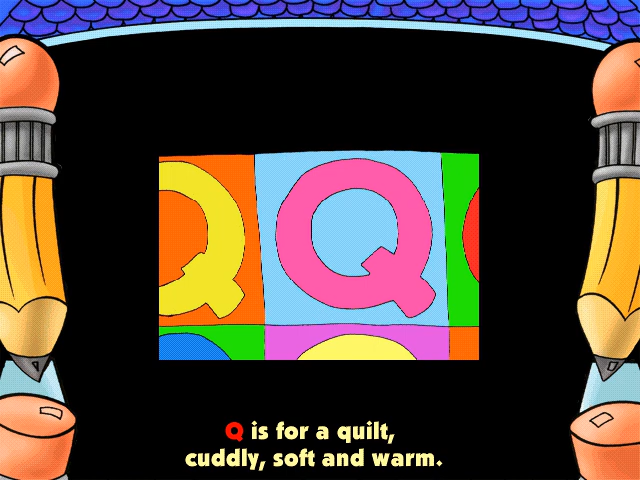 Q Q
Q is for a quilt,
cuddly, soft and warm.